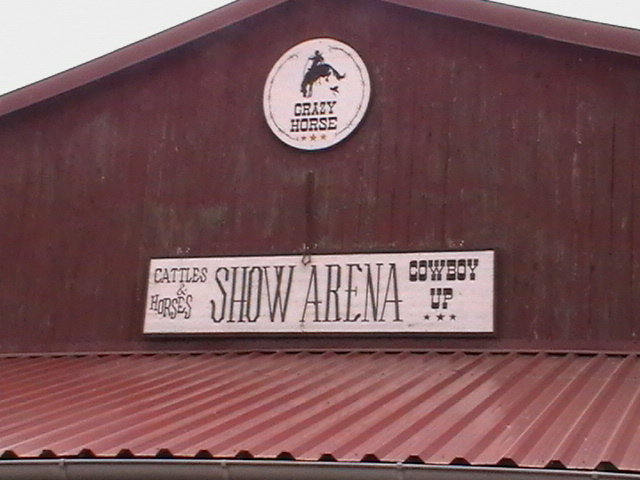 CRAZY
HORSE
CATTLES
&
HORSES
SHOW ARENA
COWBOY
UP